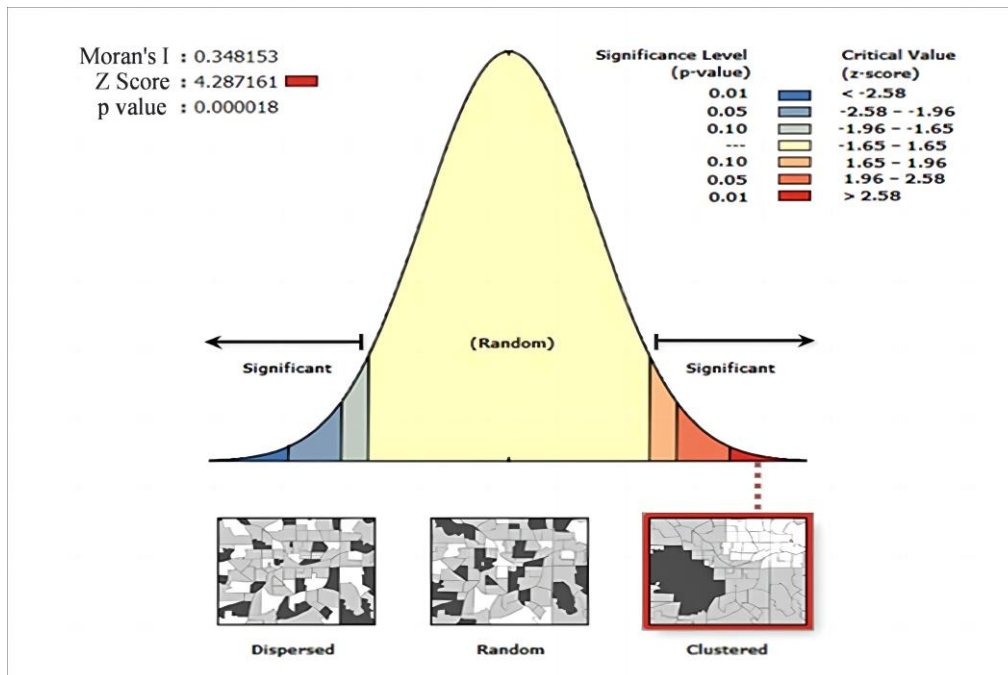 Moran's I : 0.348153
Z Score : 4.287161
p value : 0.000018
Significance Level Critical Value
(p-value) (z-score)
0.01 < -2.58
0.05 -2.58 – -1.96
0.10 -1.96 – -1.65
--- -1.65 – 1.65
0.10 1.65 – 1.96
0.05 1.96 – 2.58
0.01 > 2.58
(Random)
Significant Significant
Dispersed Random Clustered